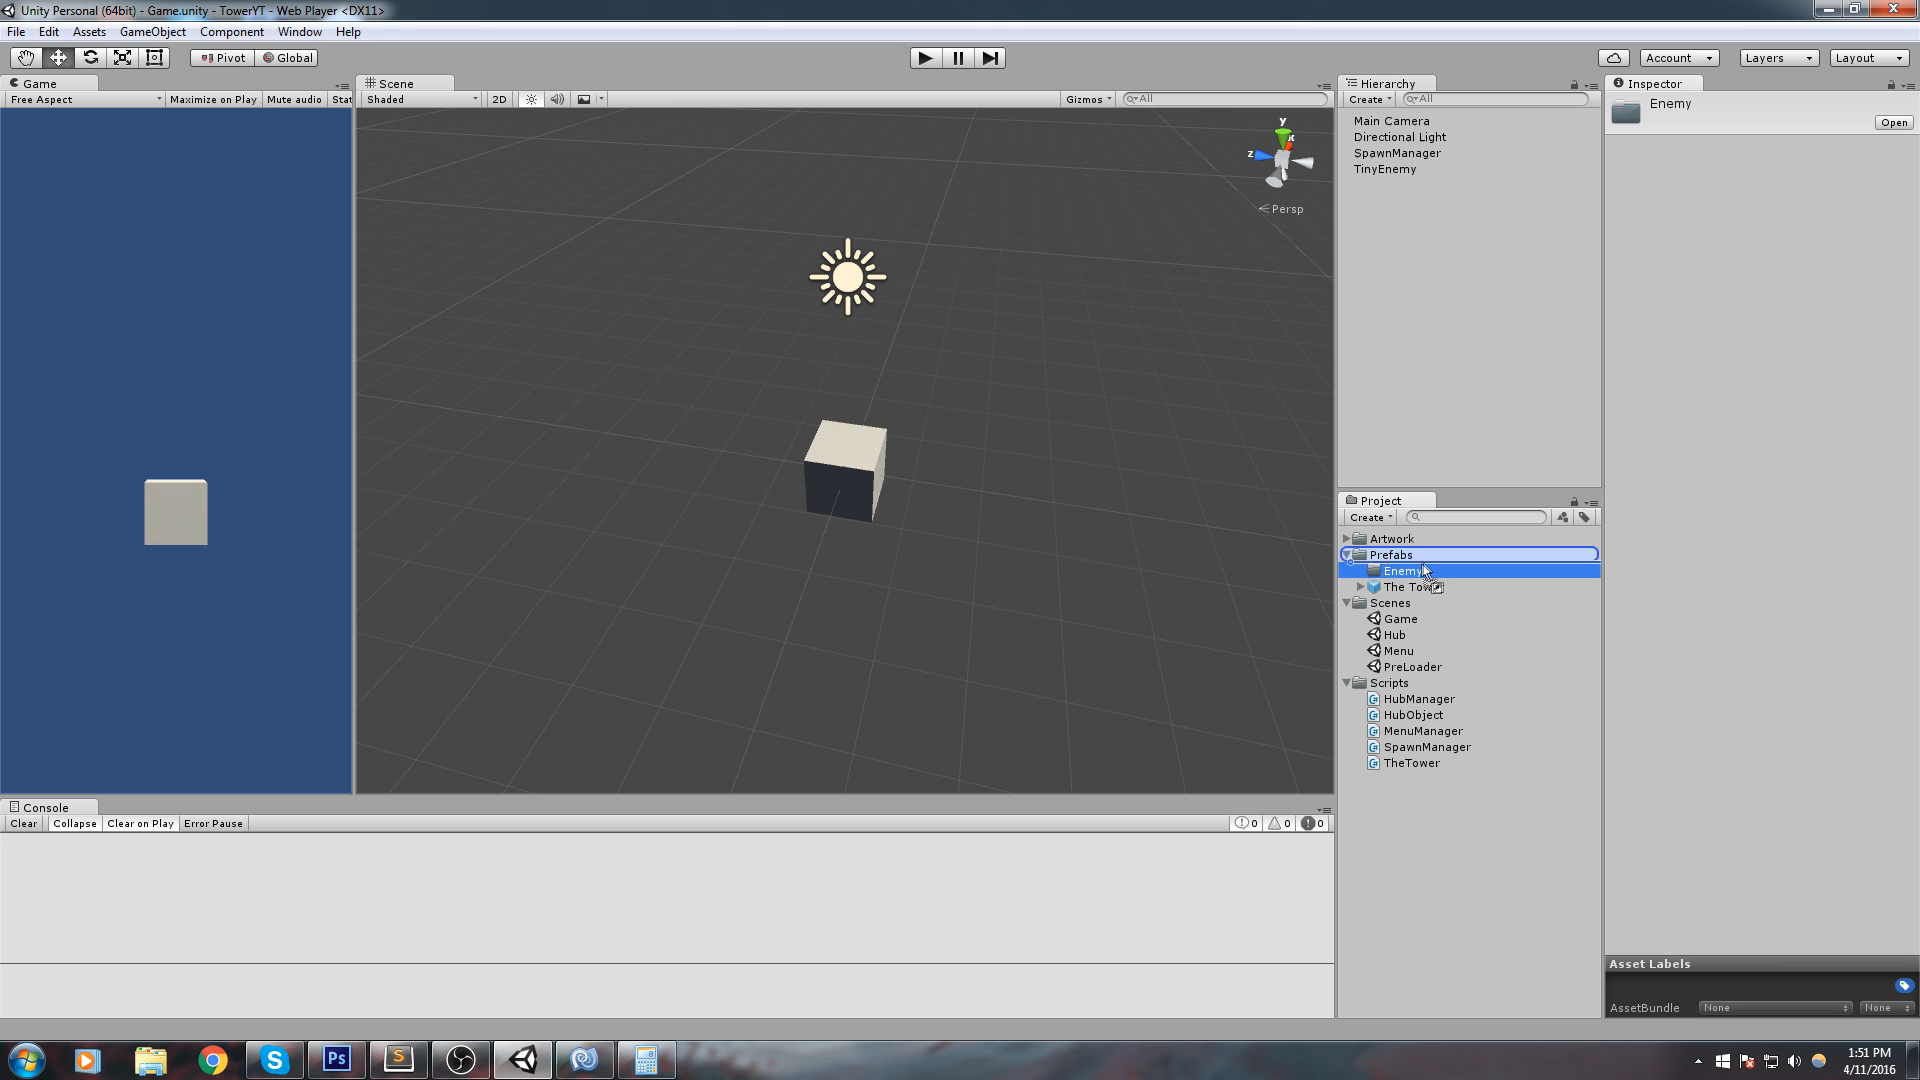 Unity Personal (64bit) - Game.unity - TowerYT - Web Player <DX11>
File Edit Assets GameObject Component Window Help
Pivot Global Account Layers Layout
Game Scene Hierarchy Inspector
Free Aspect Maximize on Play Mute audio Stat Shaded 2D Gizmos All Create All
Enemy
Open
Main Camera
Directional Light
SpawnManager
TinyEnemy
y
x
z
Persp
Project
Create
Artwork
Prefabs
Enemy
The Tow
Scenes
Game
Hub
Menu
PreLoader
Scripts
HubManager
HubObject
MenuManager
SpawnManager
TheTower
Console
Clear Collapse Clear on Play Error Pause 0 0 0
Asset Labels
AssetBundle None None
Ps S
1:51 PM
4/11/2016